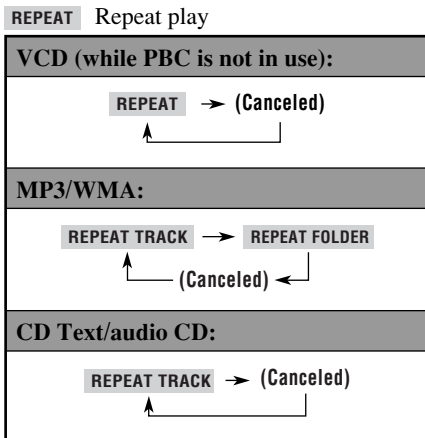 REPEAT Repeat play
VCD (while PBC is not in use):
REPEAT (Canceled)
MP3/WMA:
REPEAT TRACK REPEAT FOLDER
(Canceled)
CD Text/audio CD:
REPEAT TRACK (Canceled)